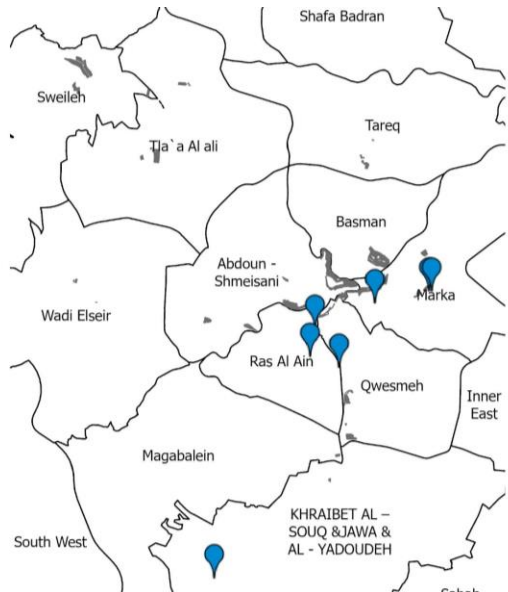 Shafa Badran
Sweileh
Tareq
Tla`a Al ali
Basman
Abdoun -
Shmeisani
Marka
Wadi Elseir
Ras Al Ain
Qwesmeh
Inner
East
Magabalein
KHRAIBET AL –
SOUQ &JAWA &
AL - YADOUDEH
South West